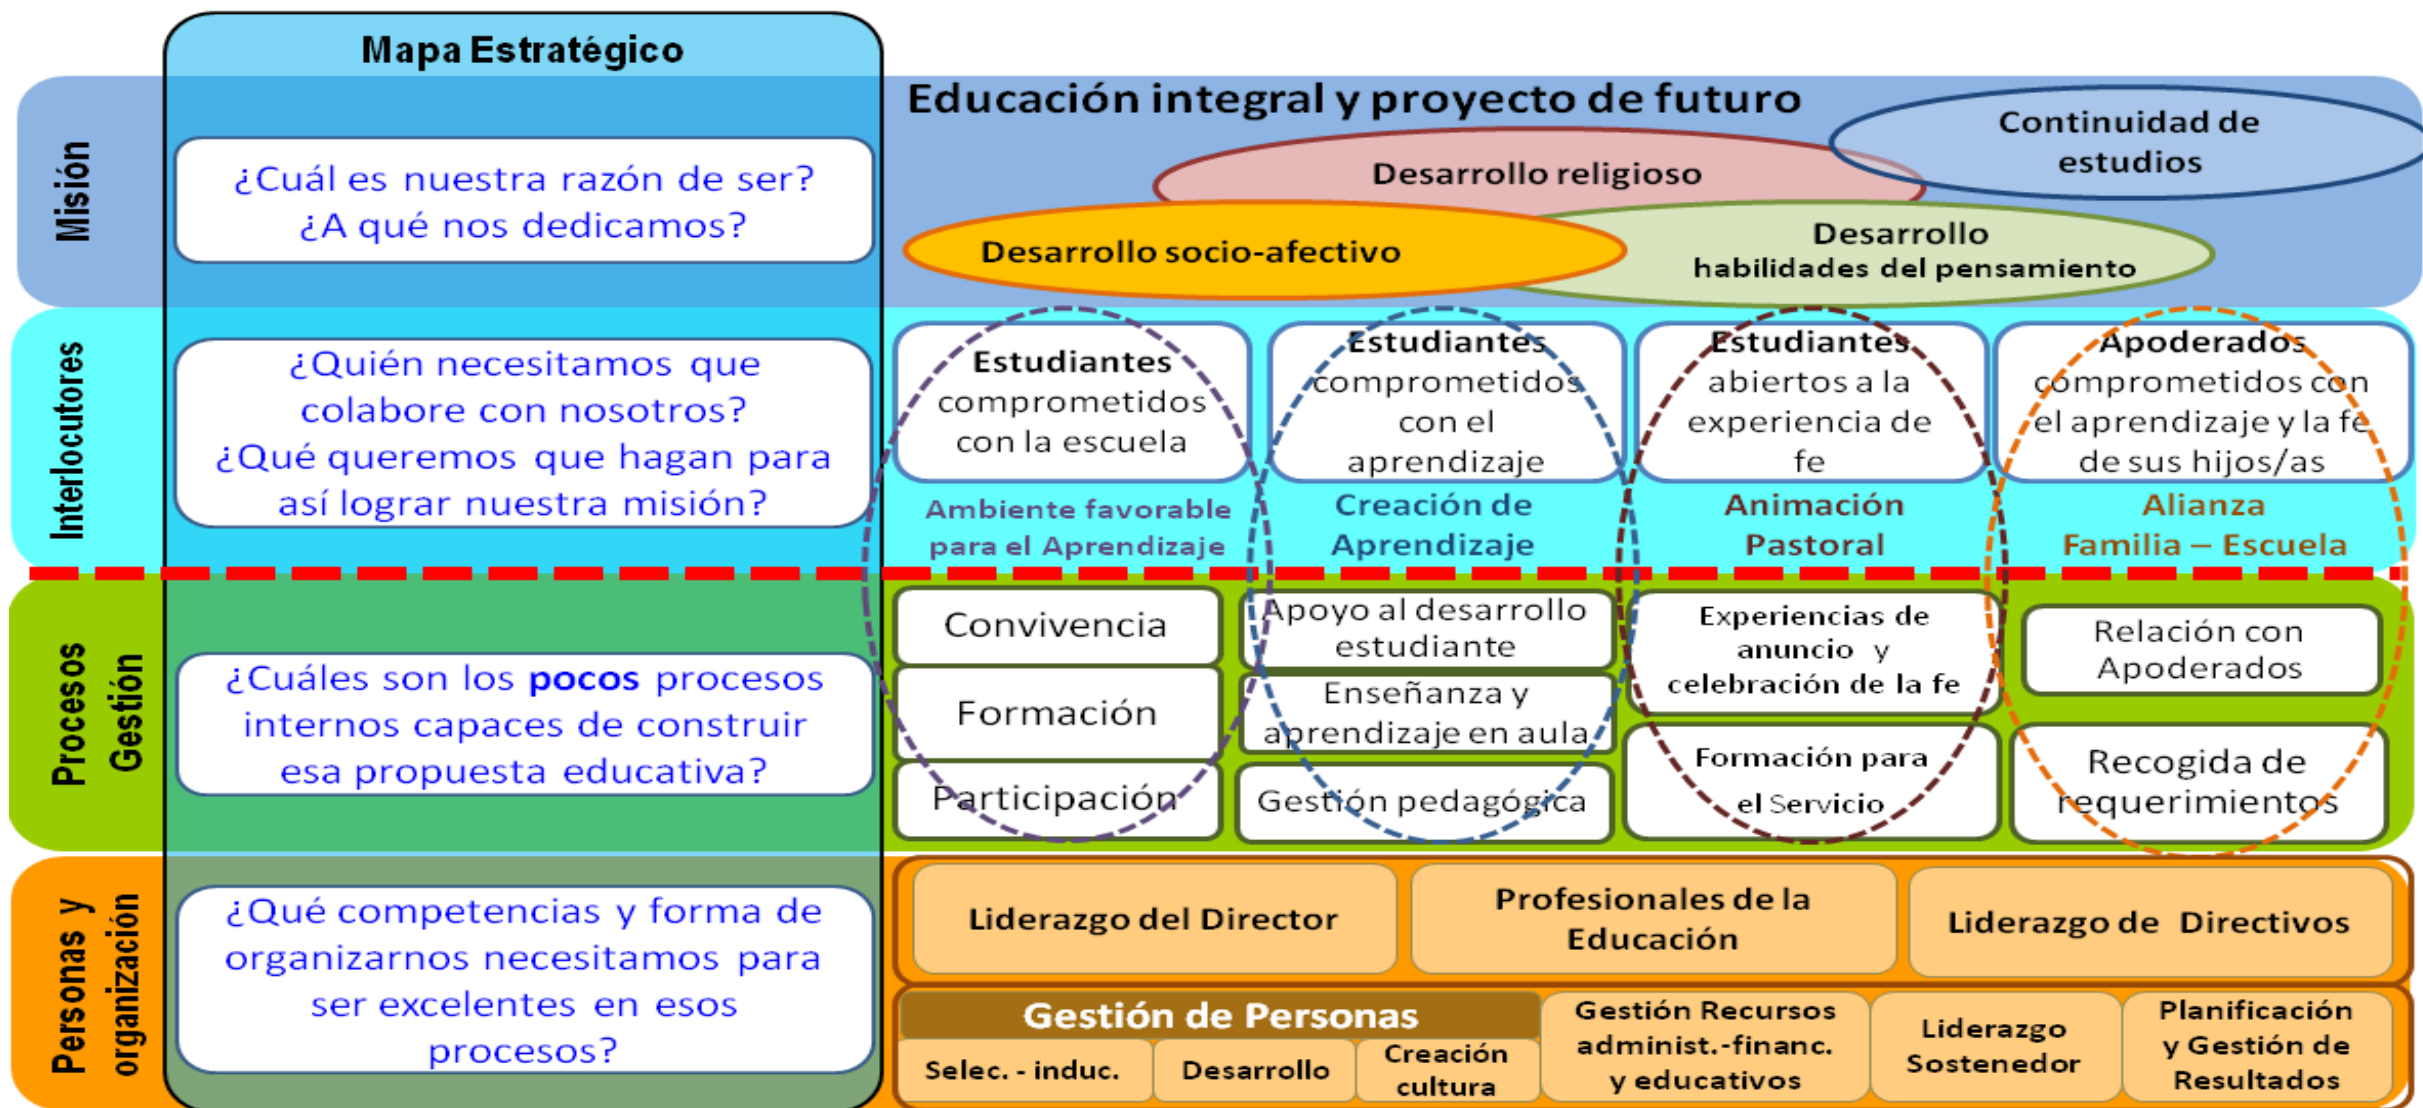 Mapa Estratégico
Misión
¿Cuál es nuestra razón de ser?
¿A qué nos dedicamos?
Educación integral y proyecto de futuro
Continuidad de
estudios
Desarrollo religioso
Desarrollo socio-afectivo
Desarrollo
habilidades del pensamiento
Interlocutores
¿Quién necesitamos que
colabore con nosotros?
¿Qué queremos que hagan para
así lograr nuestra misión?
Estudiantes
comprometidos
con la escuela
Estudiantes
comprometidos
con el
aprendizaje
Estudiantes
abiertos a la
experiencia de
fe
Apoderados
comprometidos con
el aprendizaje y la fe
de sus hijos/as
Ambiente favorable
para el Aprendizaje
Creación de
Aprendizaje
Animación
Pastoral
Alianza
Familia – Escuela
Procesos
Gestión
¿Cuáles son los pocos procesos
internos capaces de construir
esa propuesta educativa?
Convivencia
Formación
Participación
Apoyo al desarrollo
estudiante
Enseñanza y
aprendizaje en aula
Gestión pedagógica
Experiencias de
anuncio y
celebración de la fe
Formación para
el Servicio
Relación con
Apoderados
Recogida de
requerimientos
Personas y
organización
¿Qué competencias y forma de
organizarnos necesitamos para
ser excelentes en esos
procesos?
Liderazgo del Director
Profesionales de la
Educación
Liderazgo de Directivos
Gestión de Personas
Selec. - induc.
Desarrollo
Creación
cultura
Gestión Recursos
administ.-financ.
y educativos
Liderazgo
Sostenedor
Planificación
y Gestión de
Resultados